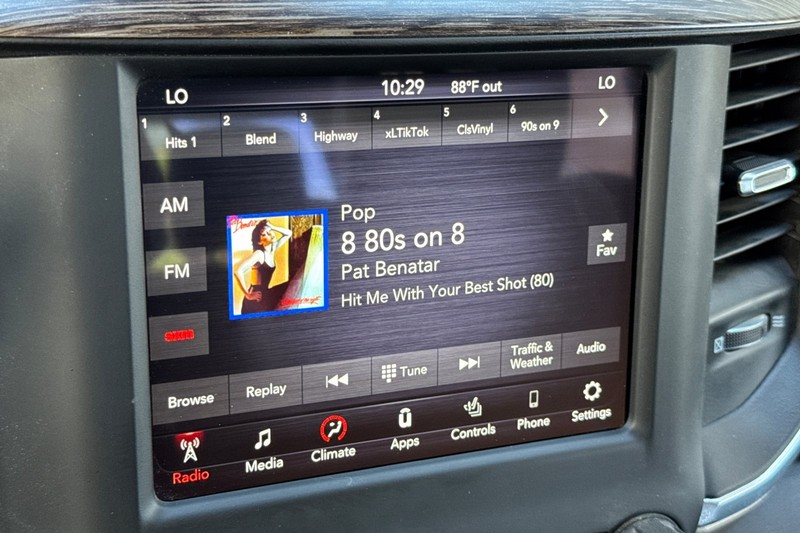 LO 10:29 88°F out LO
1 Hits 1 2 Blend 3 Highway 4 xLTikTok 5 ClsVinyl 6 90s on 9
AM
FM
Pop
8 80s on 8
Pat Benatar
Hit Me With Your Best Shot (80)
Fav
Browse Replay Tune Traffic & Weather Audio
Radio Media Climate Apps Controls Phone Settings